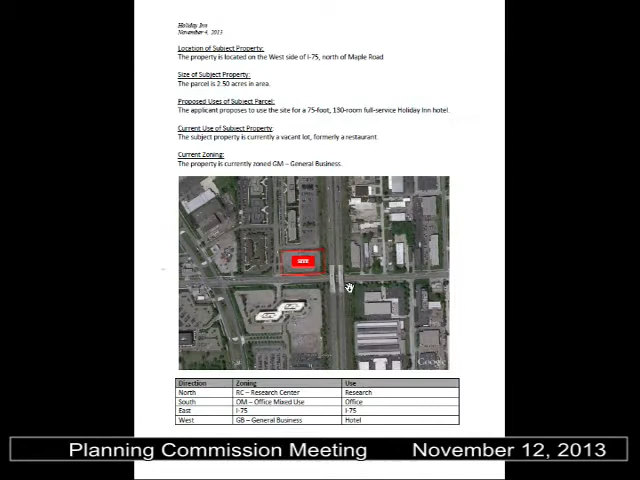 Holiday Inn
November 4, 2013
Location of Subject Property:
The property is located on the West side of I-75, north of Maple Road
Size of Subject Property:
The parcel is 2.50 acres in area.
Proposed Uses of Subject Parcel:
The applicant proposes to use the site for a 75-foot, 130-room full-service Holiday Inn hotel.
Current Use of Subject Property:
The subject property is currently a vacant lot, formerly a restaurant.
Current Zoning:
The property is currently zoned GM – General Business.
SITE
Google
Direction Zoning Use
North RC – Research Center Research
South OM – Office Mixed Use Office
East I-75 I-75
West GB – General Business Hotel
Planning Commission Meeting November 12, 2013